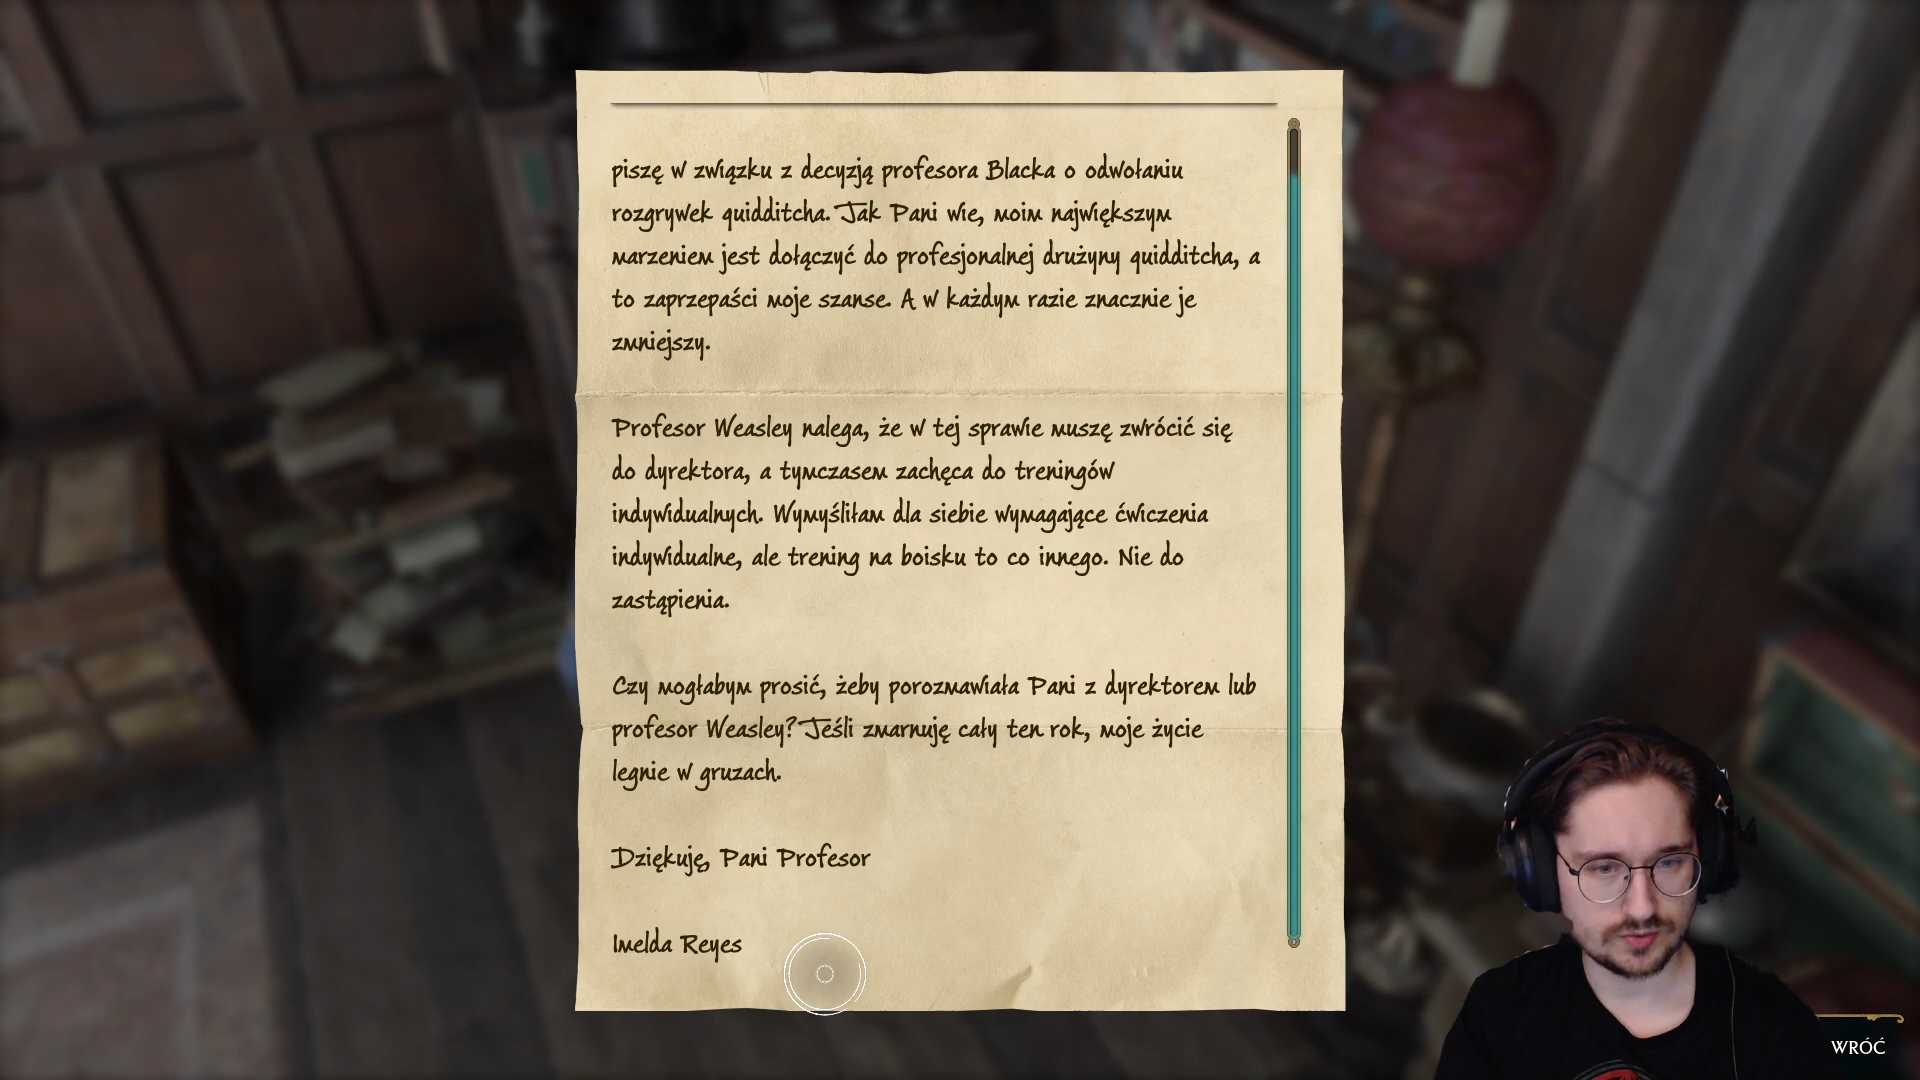 piszę w związku z decyzją profesora Blacka o odwołaniu
rozgrywek quidditcha. Jak Pani wie, moim największym
marzeniem jest dołączyć do profesjonalnej drużyny quidditcha, a
to zaprzepaści moje szanse. A w każdym razie znacznie je
zmniejszy.
Profesor Weasley nalega, że w tej sprawie muszę zwrócić się
do dyrektora, a tymczasem zachęca do treningów
indywidualnych. Wymyśliłam dla siebie wymagające ćwiczenia
indywidualne, ale trening na boisku to co innego. Nie do
zastąpienia.
Czy mogłabym prosić, żeby porozmawiała Pani z dyrektorem lub
profesor Weasley? Jeśli zmarnuję cały ten rok, moje życie
legnie w gruzach.
Dziękuję, Pani Profesor
Imelda Reyes
WRÓĆ